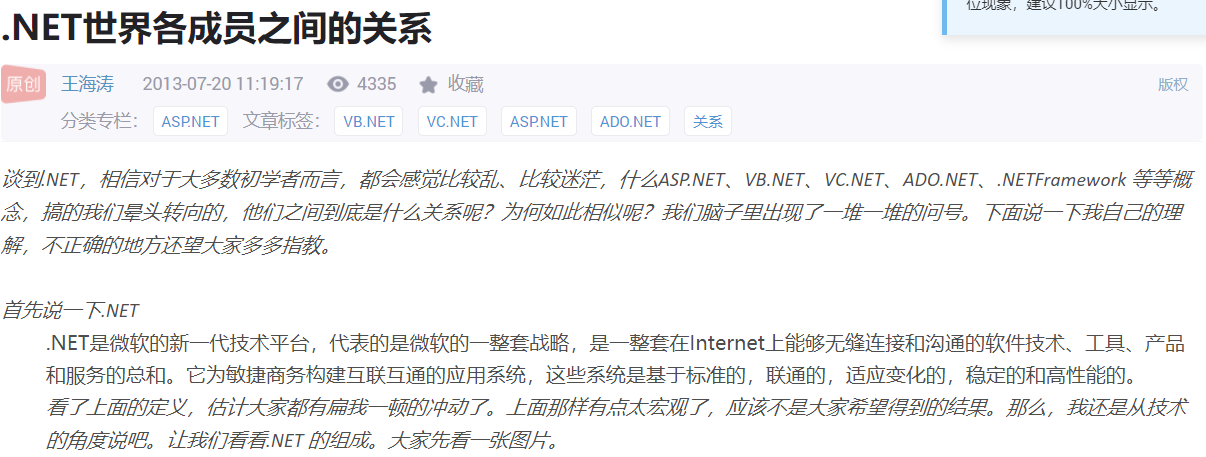 位现象，建议100%大小显示。
.NET世界各成员之间的关系
原创 王海涛 2013-07-20 11:19:17 4335 收藏 版权
分类专栏： ASP.NET 文章标签： VB.NET VC.NET ASP.NET ADO.NET 关系
谈到.NET，相信对于大多数初学者而言，都会感觉比较乱、比较迷茫，什么ASP.NET、VB.NET、VC.NET、ADO.NET、.NETFramework 等等概
念，搞的我们晕头转向的，他们之间到底是什么关系呢？为何如此相似呢？我们脑子里出现了一堆一堆的问号。下面说一下我自己的理
解，不正确的地方还望大家多多指教。
首先说一下.NET
.NET是微软的新一代技术平台，代表的是微软的一整套战略，是一整套在Internet上能够无缝连接和沟通的软件技术、工具、产品
和服务的总和。它为敏捷商务构建互联互通的应用系统，这些系统是基于标准的，联通的，适应变化的，稳定的和高性能的。
看了上面的定义，估计大家都有扁我一顿的冲动了。上面那样有点太宏观了，应该不是大家希望得到的结果。那么，我还是从技术
的角度说吧。让我们看看.NET 的组成。大家先看一张图片。